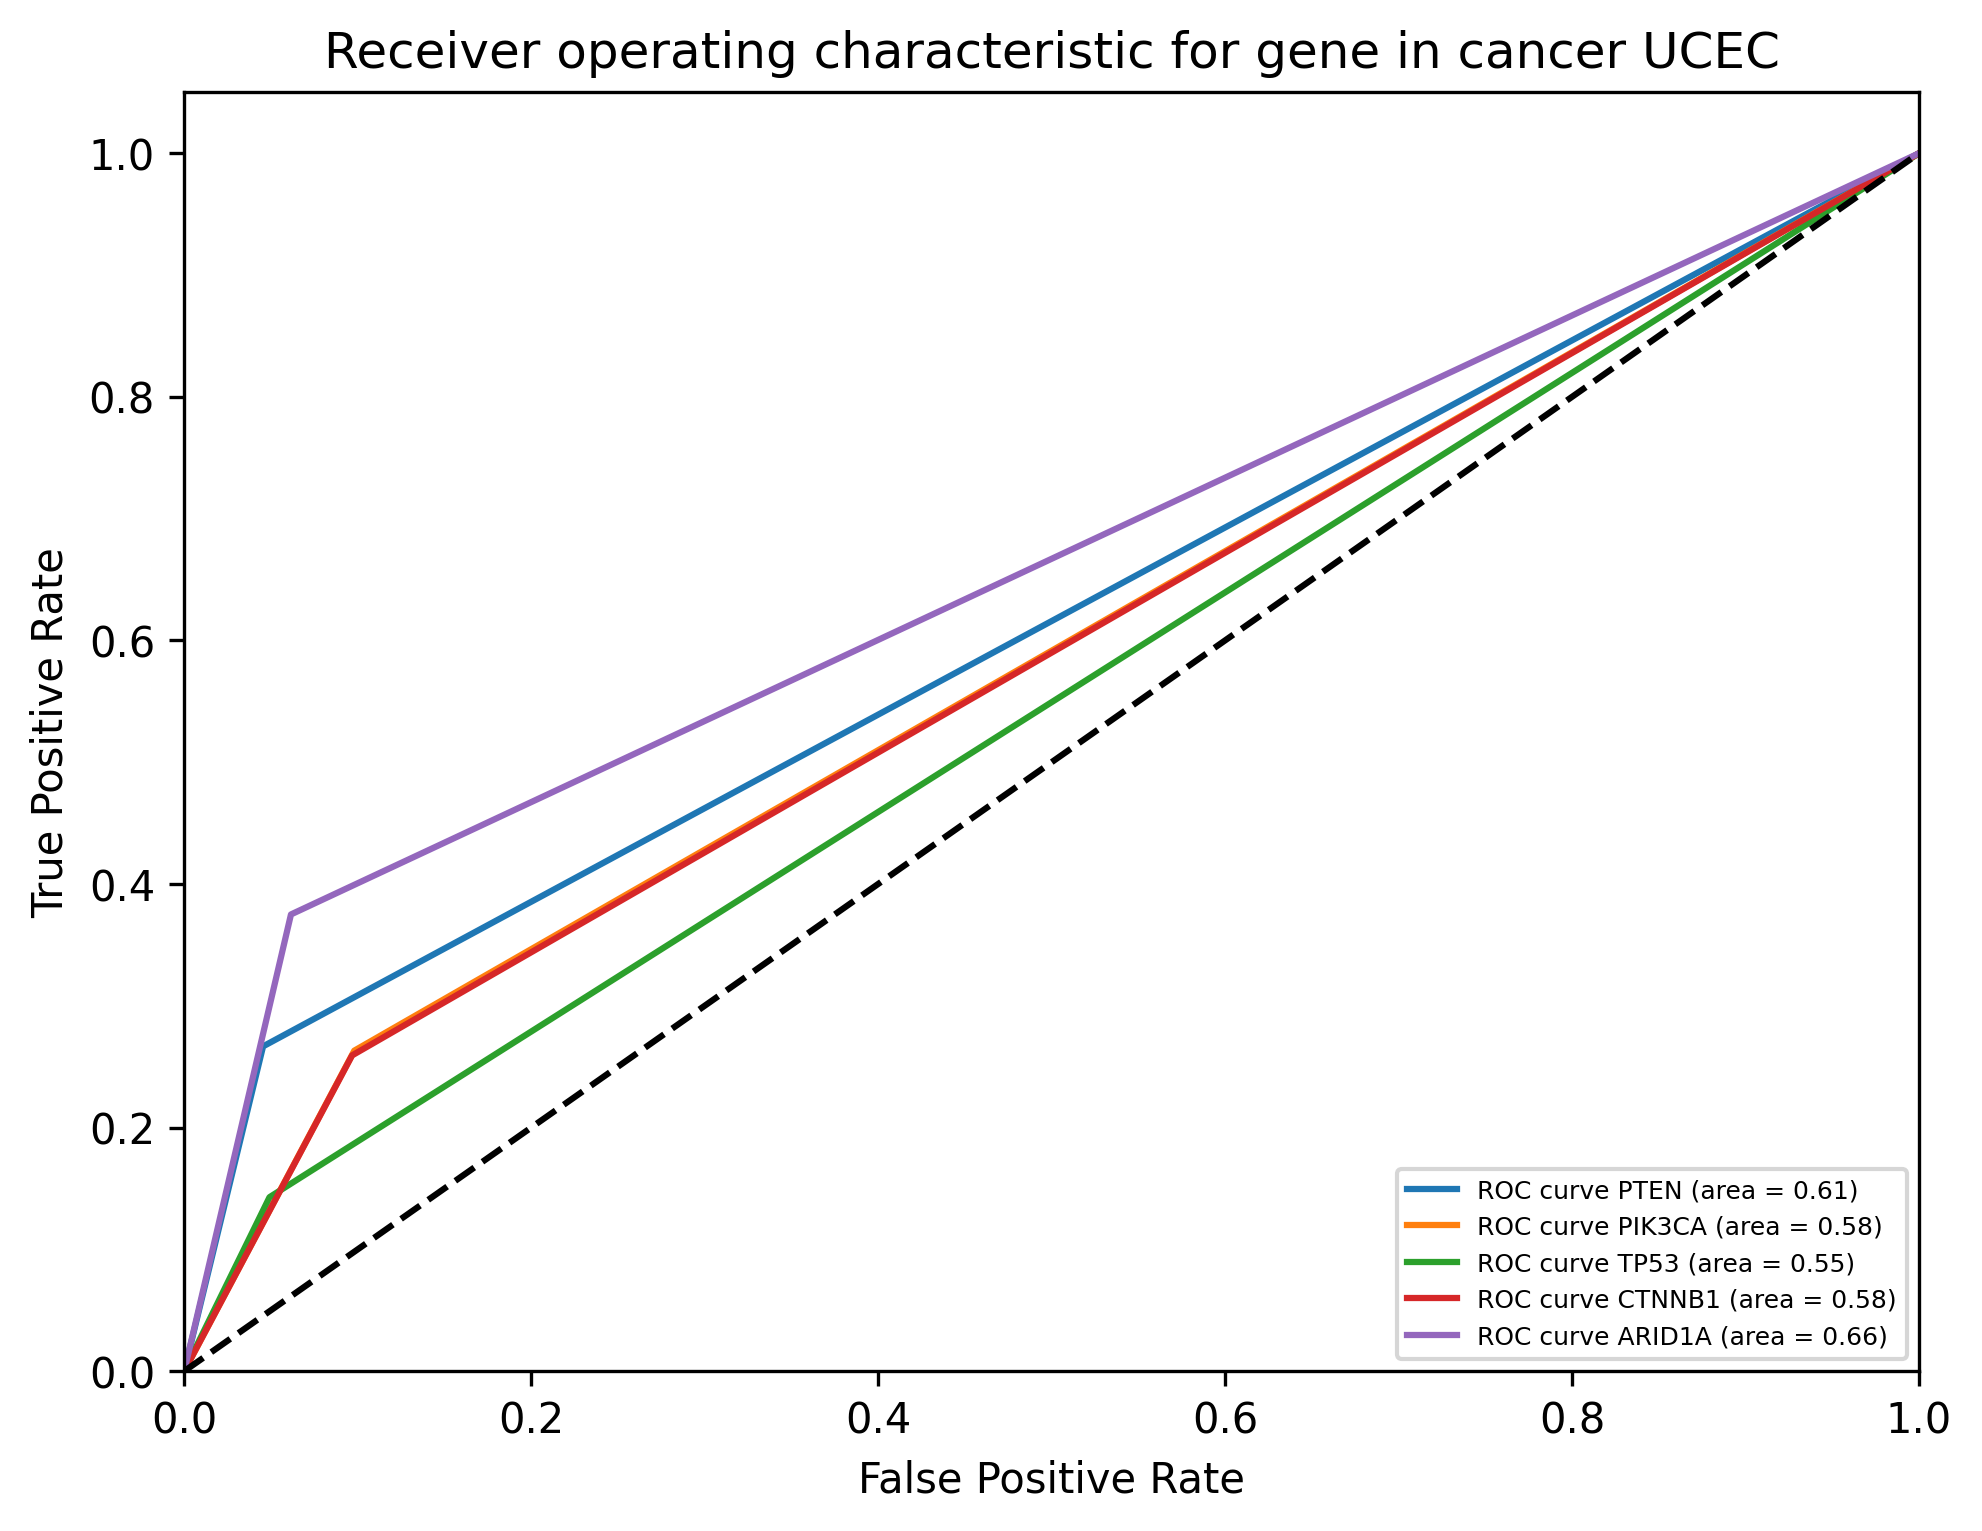 Receiver operating characteristic for gene in cancer UCEC
1.0
0.8
0.6
0.4
0.2
0.0
True Positive Rate
ROC curve PTEN (area = 0.61)
ROC curve PIK3CA (area = 0.58)
ROC curve TP53 (area = 0.55)
ROC curve CTNNB1 (area = 0.58)
ROC curve ARID1A (area = 0.66)
0.0 0.2 0.4 0.6 0.8 1.0
False Positive Rate